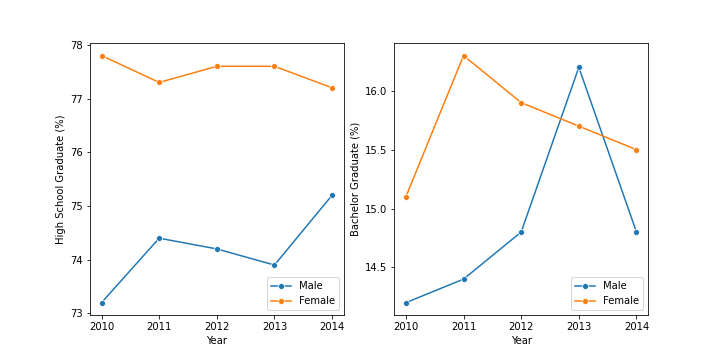 High School Graduate (%)
78
77
76
75
74
73
2010 2011 2012 2013 2014
Year
Male
Female
Bachelor Graduate (%)
16.0
15.5
15.0
14.5
2010 2011 2012 2013 2014
Year
Male
Female